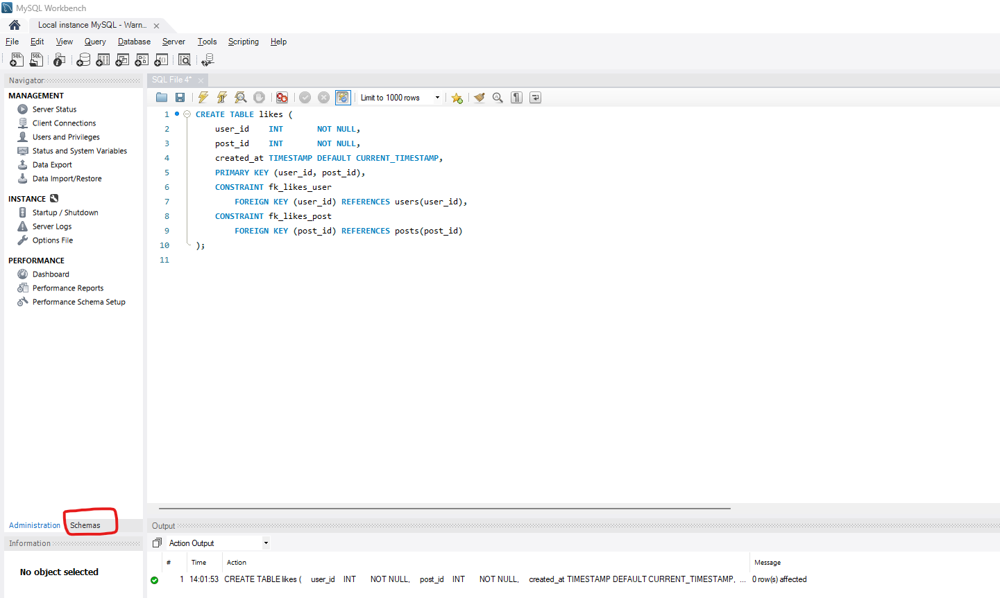 MySQL Workbench
Local instance MySQL - Warn...
File Edit View Query Database Server Tools Scripting Help
Navigator
MANAGEMENT
Server Status
Client Connections
Users and Privileges
Status and System Variables
Data Export
Data Import/Restore
INSTANCE
Startup / Shutdown
Server Logs
Options File
PERFORMANCE
Dashboard
Performance Reports
Performance Schema Setup
Administration Schemas
Information
No object selected
SQL File 4*
Limit to 1000 rows
1 CREATE TABLE likes (
2 user_id INT NOT NULL,
3 post_id INT NOT NULL,
4 created_at TIMESTAMP DEFAULT CURRENT_TIMESTAMP,
5 PRIMARY KEY (user_id, post_id),
6 CONSTRAINT fk_likes_user
7 FOREIGN KEY (user_id) REFERENCES users(user_id),
8 CONSTRAINT fk_likes_post
9 FOREIGN KEY (post_id) REFERENCES posts(post_id)
10 );
11
Output
Action Output
# Time Action Message
1 14:01:53 CREATE TABLE likes ( user_id INT NOT NULL, post_id INT NOT NULL, created_at TIMESTAMP DEFAULT CURRENT_TIMESTAMP, ... 0 row(s) affected